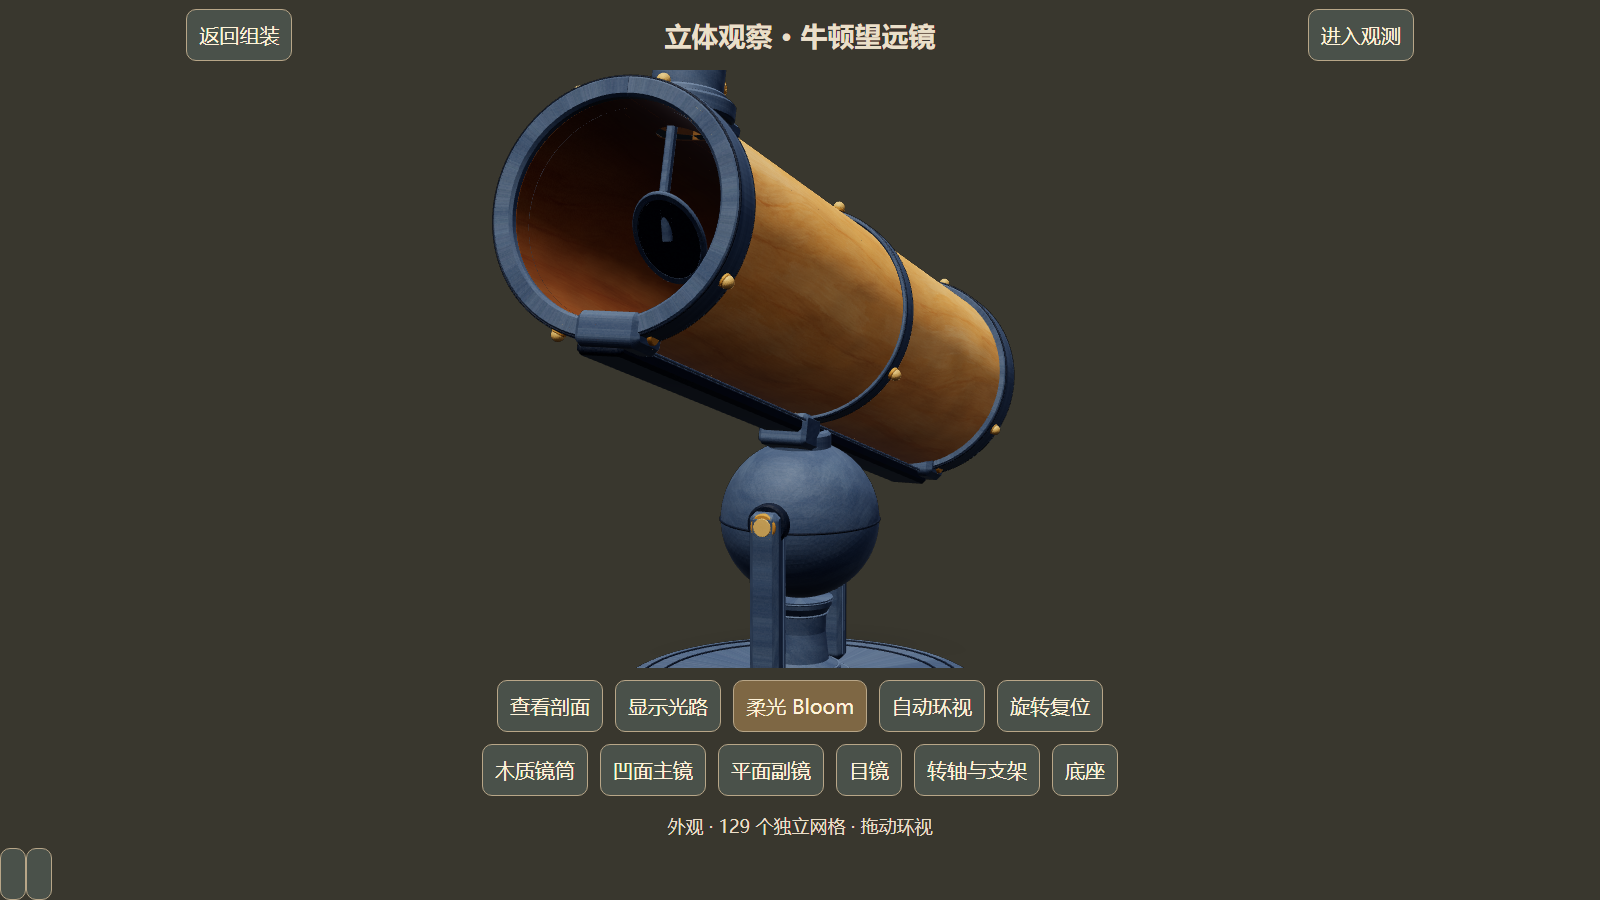 返回组装
立体观察 · 牛顿望远镜
进入观测
查看剖面
显示光路
柔光 Bloom
自动环视
旋转复位
木质镜筒
凹面主镜
平面副镜
目镜
转轴与支架
底座
外观 · 129 个独立网格 · 拖动环视